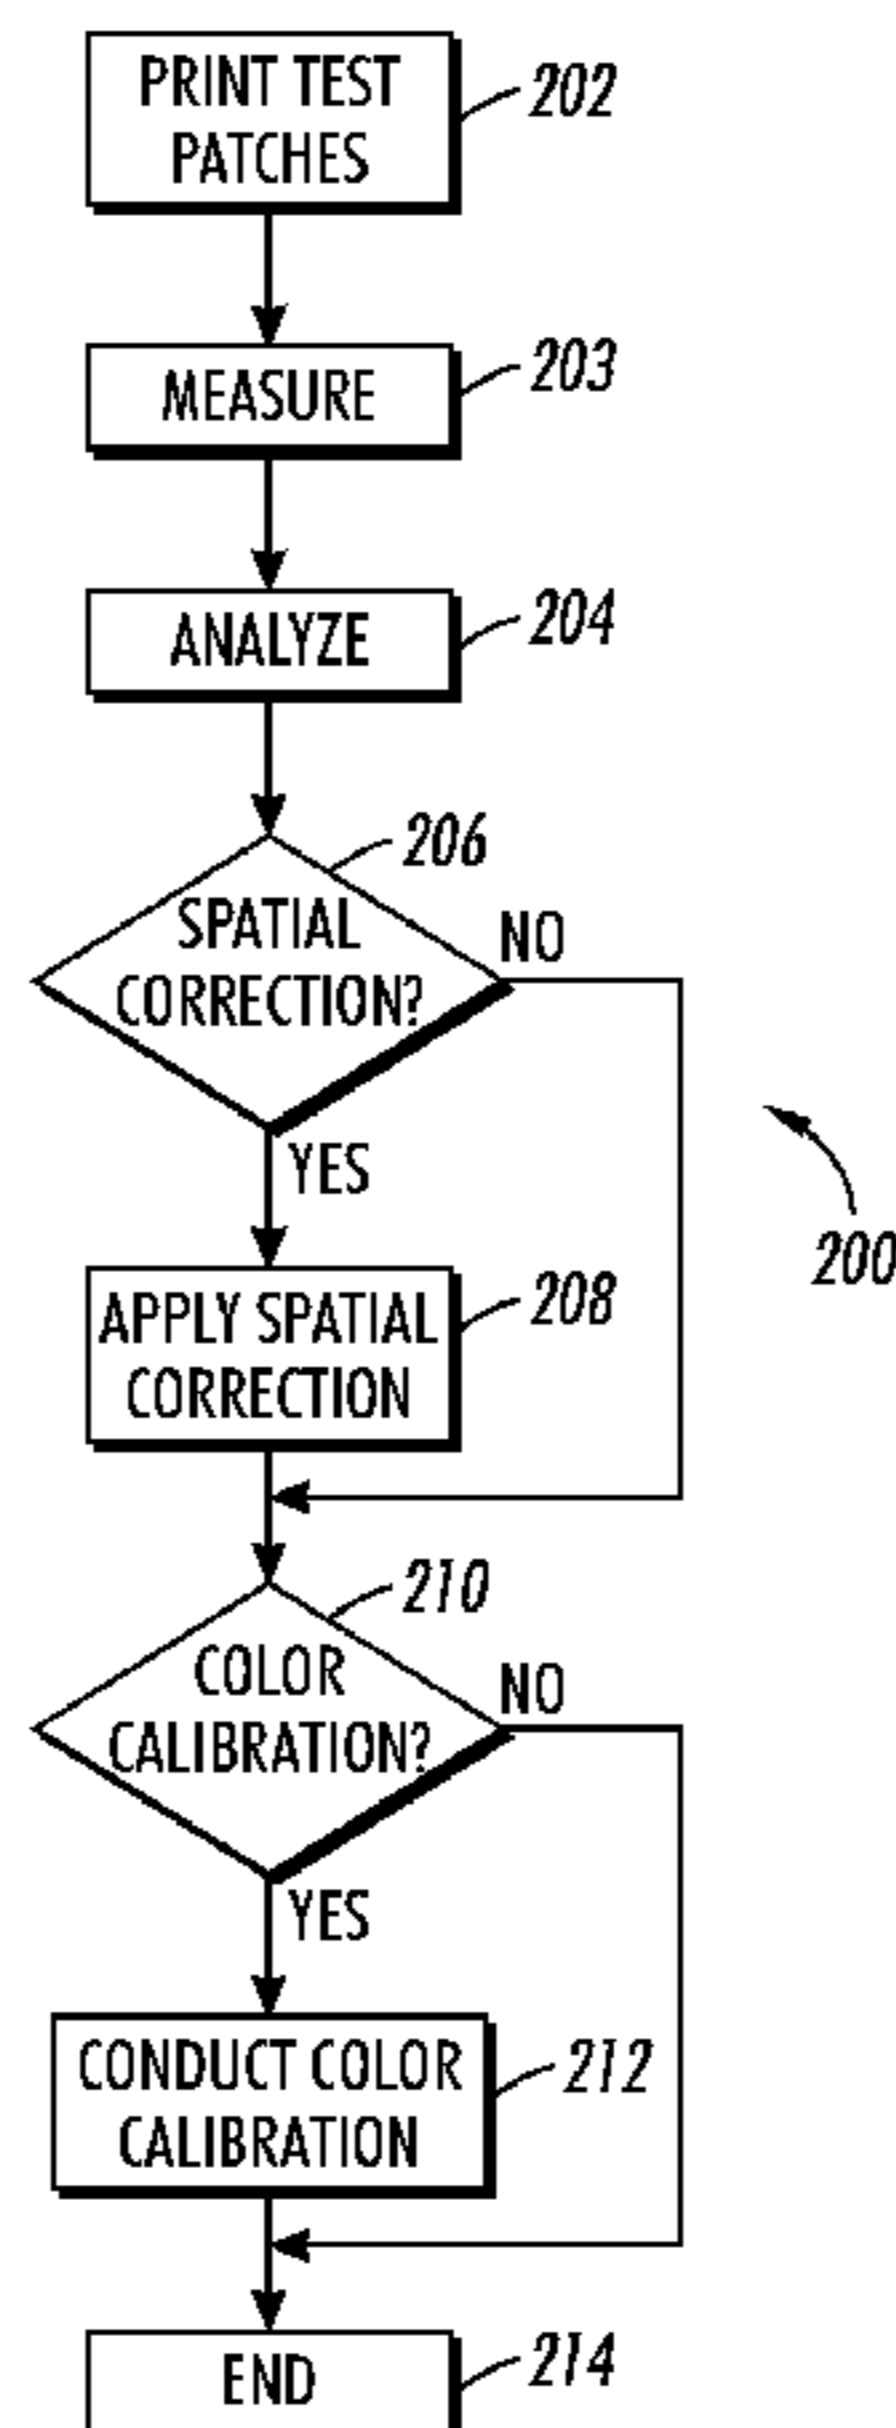 PRINT TEST
PATCHES
202
MEASURE
203
ANALYZE
204
206
SPATIAL
CORRECTION?
NO
YES
200
APPLY SPATIAL
CORRECTION
208
210
COLOR
CALIBRATION?
NO
YES
CONDUCT COLOR
CALIBRATION
212
END
214